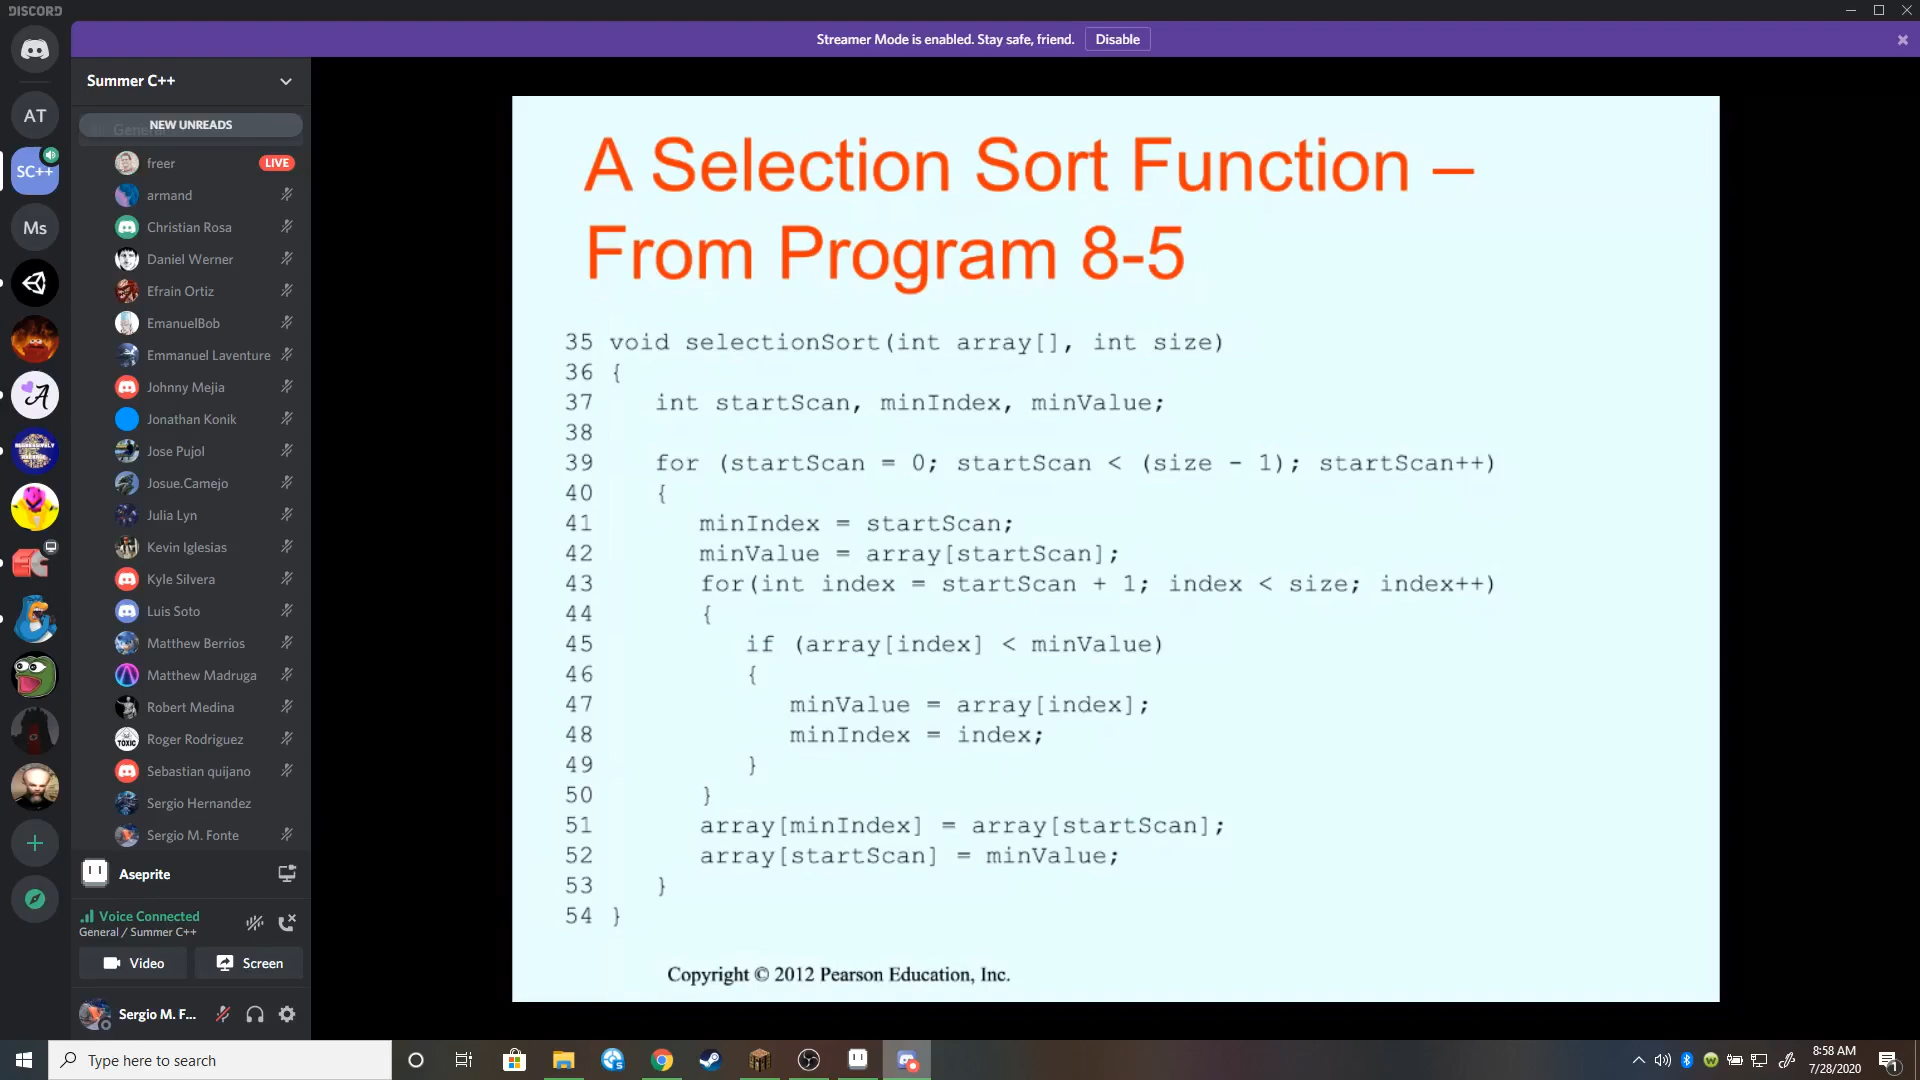 DISCORD
Streamer Mode is enabled. Stay safe, friend. Disable
Summer C++
NEW UNREADS
General
AT
SC++
Ms
freer LIVE
armand
Christian Rosa
Daniel Werner
Efrain Ortiz
EmanuelBob
Emmanuel Laventure
Johnny Mejia
Jonathan Konik
Jose Pujol
Josue.Camejo
Julia Lyn
Kevin Iglesias
Kyle Silvera
Luis Soto
Matthew Berrios
Matthew Madruga
Robert Medina
TOXIC
Roger Rodriguez
Sebastian quijano
Sergio Hernandez
Sergio M. Fonte
Aseprite
Voice Connected
General / Summer C++
Video Screen
Sergio M. F...
A Selection Sort Function –
From Program 8-5
35 void selectionSort(int array[], int size)
36 {
37 int startScan, minIndex, minValue;
38
39 for (startScan = 0; startScan < (size - 1); startScan++)
40 {
41 minIndex = startScan;
42 minValue = array[startScan];
43 for(int index = startScan + 1; index < size; index++)
44 {
45 if (array[index] < minValue)
46 {
47 minValue = array[index];
48 minIndex = index;
49 }
50 }
51 array[minIndex] = array[startScan];
52 array[startScan] = minValue;
53 }
54 }
Copyright © 2012 Pearson Education, Inc.
Type here to search
8:58 AM
7/28/2020
1